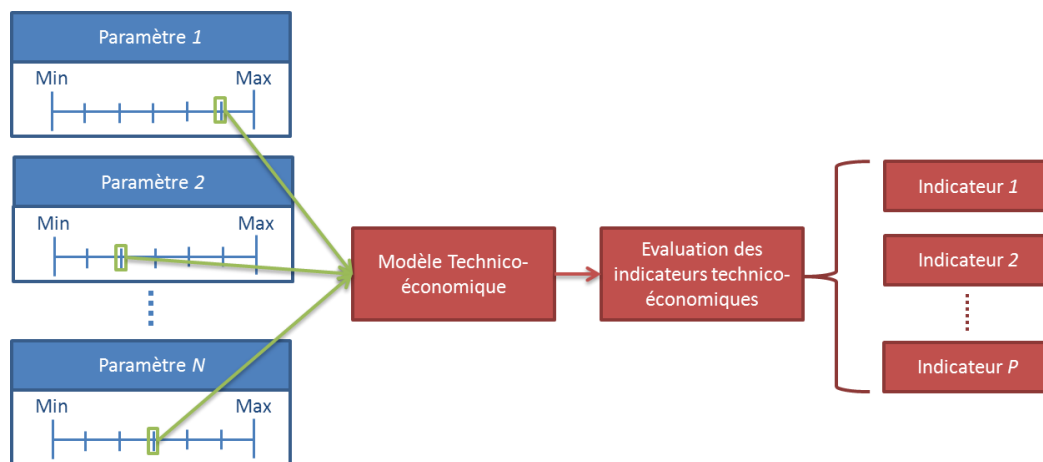 Paramètre 1
Min Max
Paramètre 2
Min Max
Paramètre N
Min Max
Modèle Technico-
économique
Evaluation des
indicateurs technico-
économiques
Indicateur 1
Indicateur 2
Indicateur P